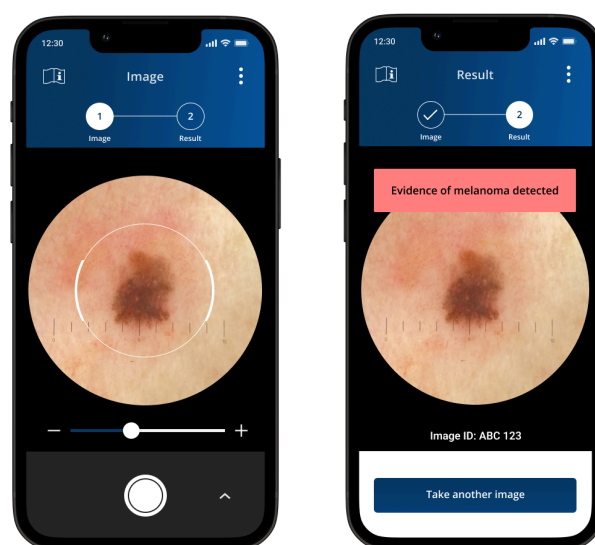 12:30
Image
1
2
Image
Result
12:30
Result
2
Image
Result
Evidence of melanoma detected
Image ID: ABC 123
Take another image